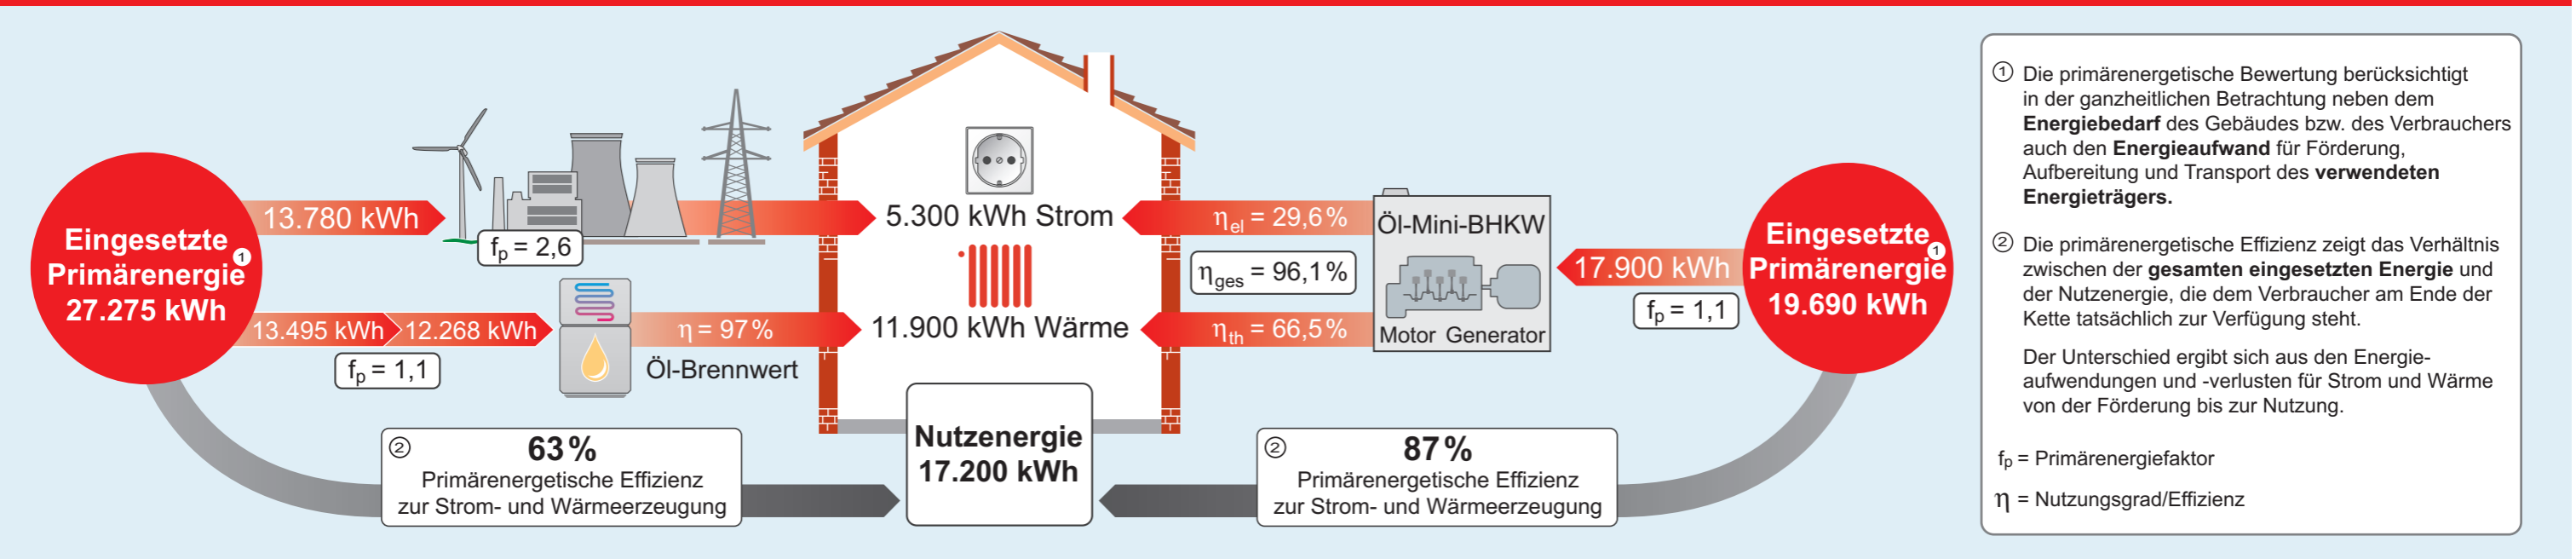 Eingesetzte
Primärenergie ①
27.275 kWh
13.780 kWh
fp = 2,6
13.495 kWh
12.268 kWh
fp = 1,1
η = 97 %
Öl-Brennwert
5.300 kWh Strom
11.900 kWh Wärme
ηel = 29,6 %
ηges = 96,1 %
ηth = 66,5 %
Öl-Mini-BHKW
Motor Generator
17.900 kWh
fp = 1,1
Eingesetzte
Primärenergie ①
19.690 kWh
② 63 %
Primärenergetische Effizienz
zur Strom- und Wärmeerzeugung
Nutzenergie
17.200 kWh
② 87 %
Primärenergetische Effizienz
zur Strom- und Wärmeerzeugung
① Die primärenergetische Bewertung berücksichtigt
in der ganzheitlichen Betrachtung neben dem
Energiebedarf des Gebäudes bzw. des Verbrauchers
auch den Energieaufwand für Förderung,
Aufbereitung und Transport des verwendeten
Energieträgers.
② Die primärenergetische Effizienz zeigt das Verhältnis
zwischen der gesamten eingesetzten Energie und
der Nutzenergie, die dem Verbraucher am Ende der
Kette tatsächlich zur Verfügung steht.
Der Unterschied ergibt sich aus den Energie-
aufwendungen und -verlusten für Strom und Wärme
von der Förderung bis zur Nutzung.
fp = Primärenergiefaktor
η = Nutzungsgrad/Effizienz